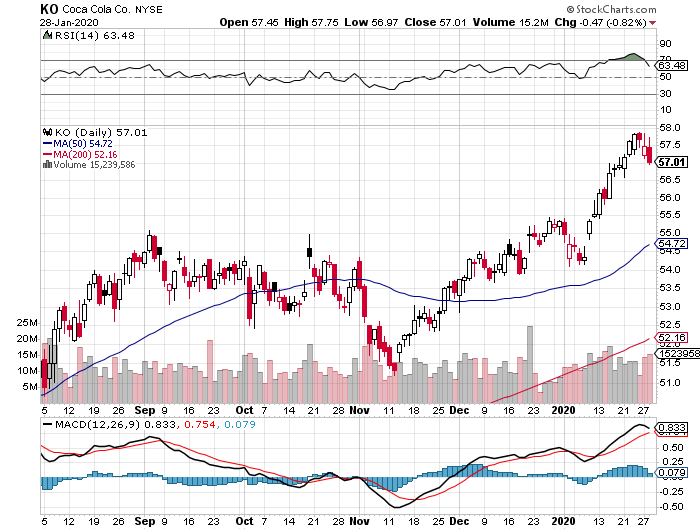 KO Coca Cola Co. NYSE © StockCharts.com
28-Jan-2020 Open 57.45 High 57.75 Low 56.97 Close 57.01 Volume 15.2M Chg -0.47 (-0.82%)
RSI(14) 63.48
90
70
63.48
50
30
10
KO (Daily) 57.01
MA(50) 54.72
MA(200) 52.16
Volume 15,239,586
58.0
57.5
57.01
56.5
56.0
55.5
55.0
54.72
54.5
54.0
53.5
53.0
52.5
52.16
52.0
1523958
51.5
51.0
25M
20M
15M
10M
5M
5 12 19 26 Sep 9 16 23 Oct 7 14 21 28 Nov 11 18 25 Dec 9 16 23 2020 13 21 27
MACD(12,26,9) 0.833, 0.754, 0.079
0.833
0.50
0.25
0.079
-0.25
-0.50
5 12 19 26 Sep 9 16 23 Oct 7 14 21 28 Nov 11 18 25 Dec 9 16 23 2020 13 21 27